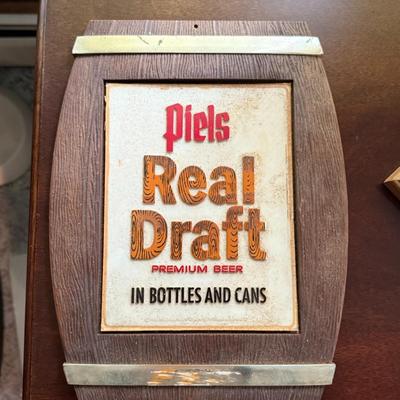 Piels
Real
Draft
PREMIUM BEER
IN BOTTLES AND CANS